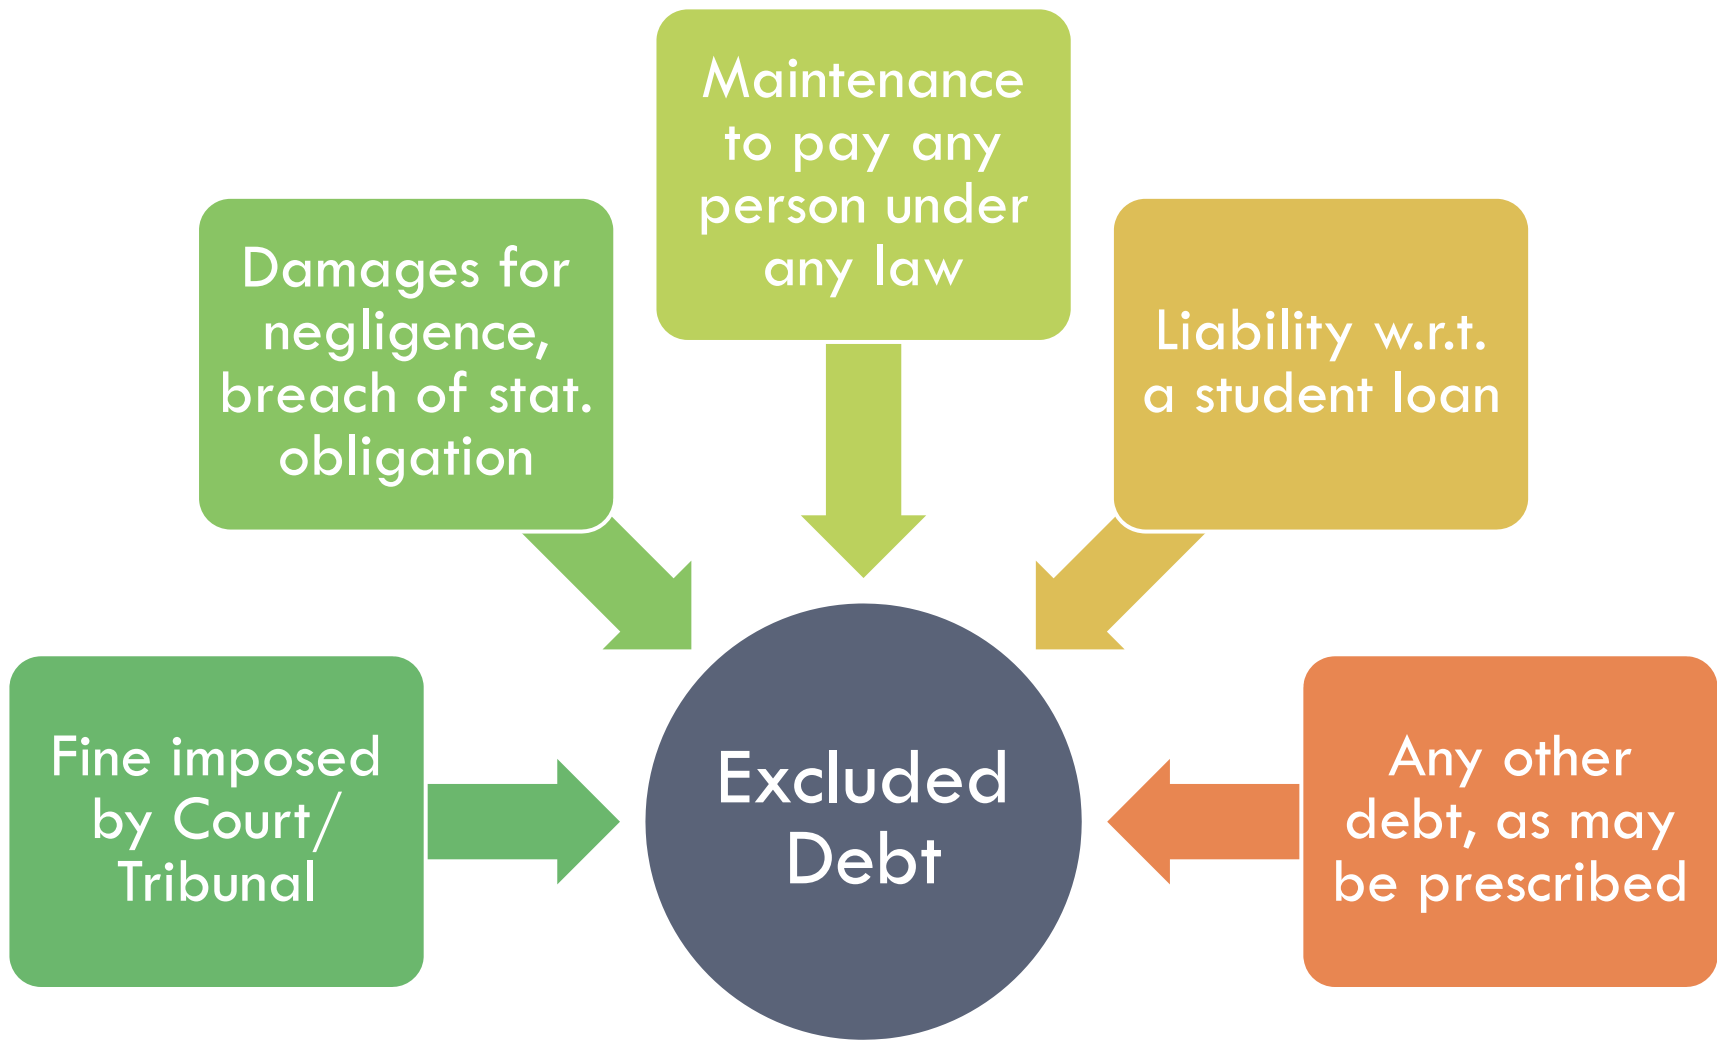 Maintenance
to pay any
person under
any law
Damages for
negligence,
breach of stat.
obligation
Liability w.r.t.
a student loan
Fine imposed
by Court/
Tribunal
Excluded
Debt
Any other
debt, as may
be prescribed